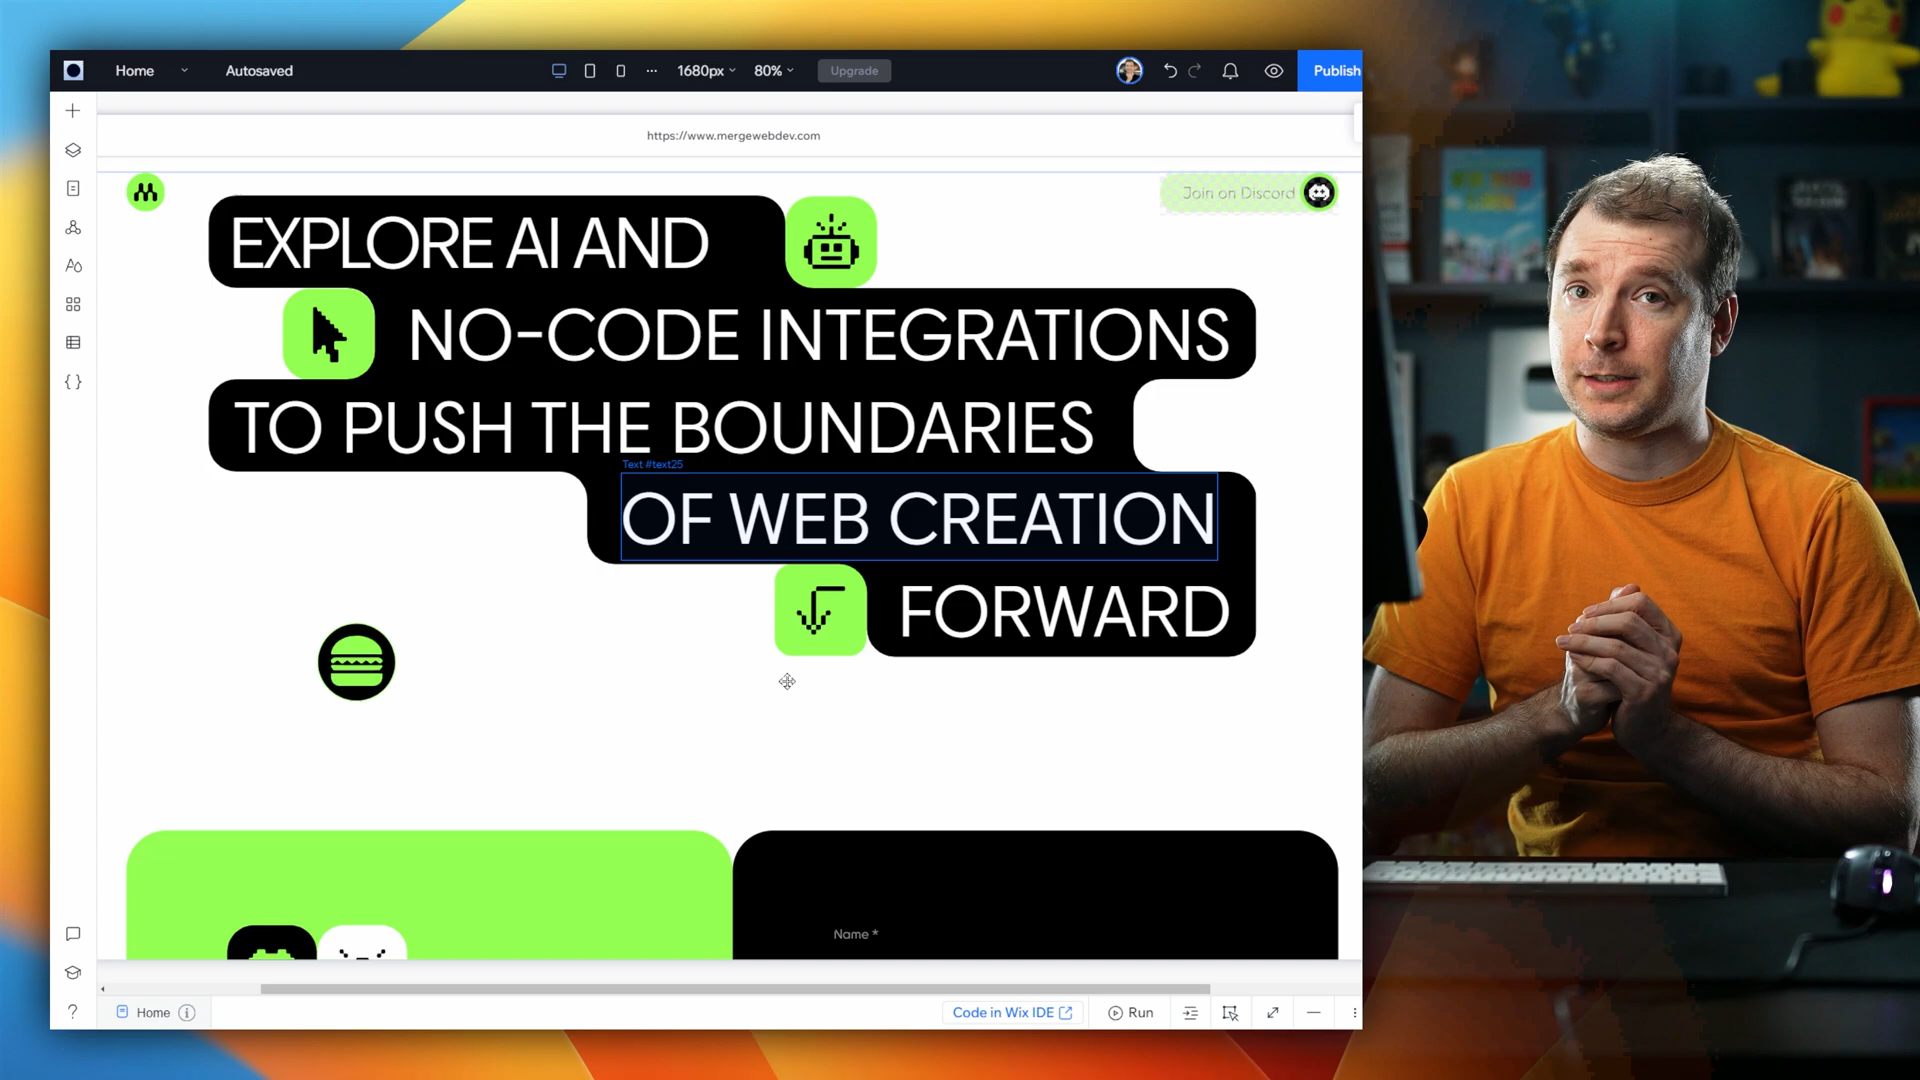 Home
Autosaved
1680px
80%
Upgrade
Publish
https://www.mergewebdev.com
Join on Discord
EXPLORE AI AND
NO-CODE INTEGRATIONS
TO PUSH THE BOUNDARIES
Text #text25
OF WEB CREATION
FORWARD
Name *
Home
Code in Wix IDE
Run